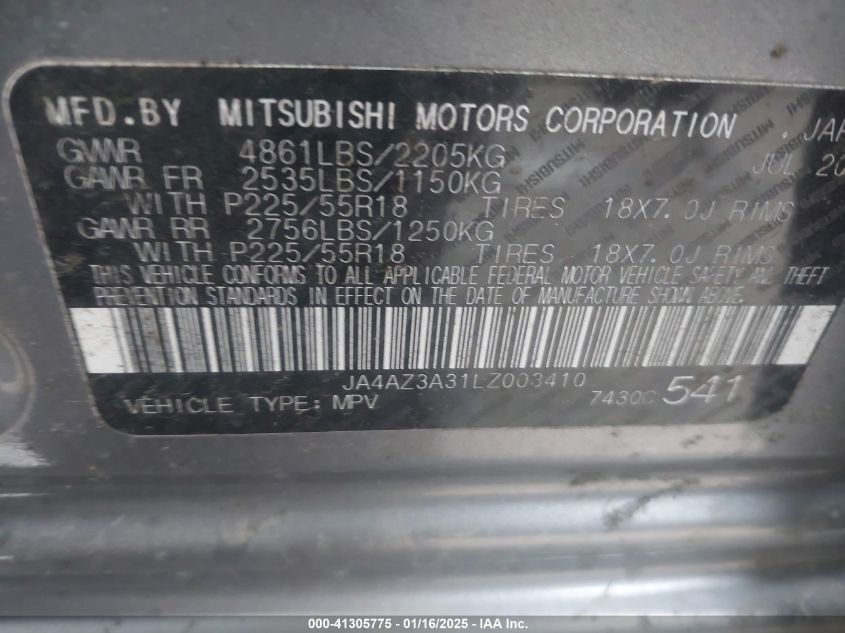 MFD.BY MITSUBISHI MOTORS CORPORATION
GVWR 4861LBS/2205KG JUL
GAWR FR 2535LBS/1150KG
WITH P225/55R18 TIRES 18X7.0J RIMS
GAWR RR 2756LBS/1250KG
WITH P225/55R18 TIRES 18X7.0J RIMS
THIS VEHICLE CONFORMS TO ALL APPLICABLE FEDERAL MOTOR VEHICLE SAFETY AND THEFT
PREVENTION STANDARDS IN EFFECT ON THE DATE OF MANUFACTURE SHOWN ABOVE.
JA4AZ3A31LZ003410
VEHICLE TYPE: MPV 7430C 541
000-41305775 - 01/16/2025 - IAA Inc.